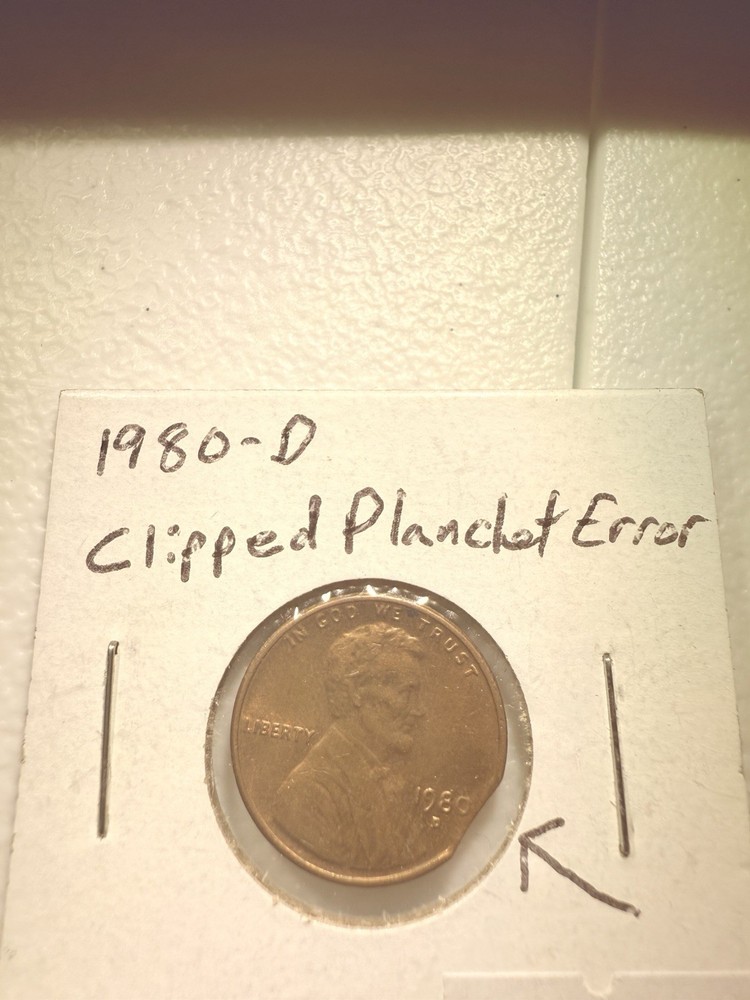 1980-D
Clipped Planchet Error
IN GOD WE TRUST
LIBERTY
1980
D